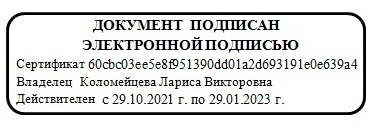 ДОКУМЕНТ ПОДПИСАН
ЭЛЕКТРОННОЙ ПОДПИСЬЮ
Сертификат 60cbc03ee5e8f951390dd01a2d693191e0e639a4
Владелец Коломейцева Лариса Викторовна
Действителен с 29.10.2021 г. по 29.01.2023 г.